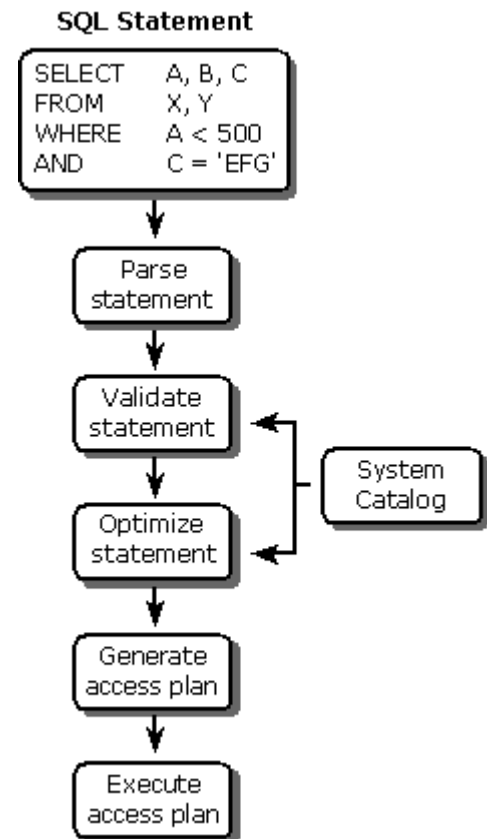 SQL Statement
SELECT A, B, C
FROM X, Y
WHERE A < 500
AND C = 'EFG'
Parse
statement
Validate
statement
System
Catalog
Optimize
statement
Generate
access plan
Execute
access plan